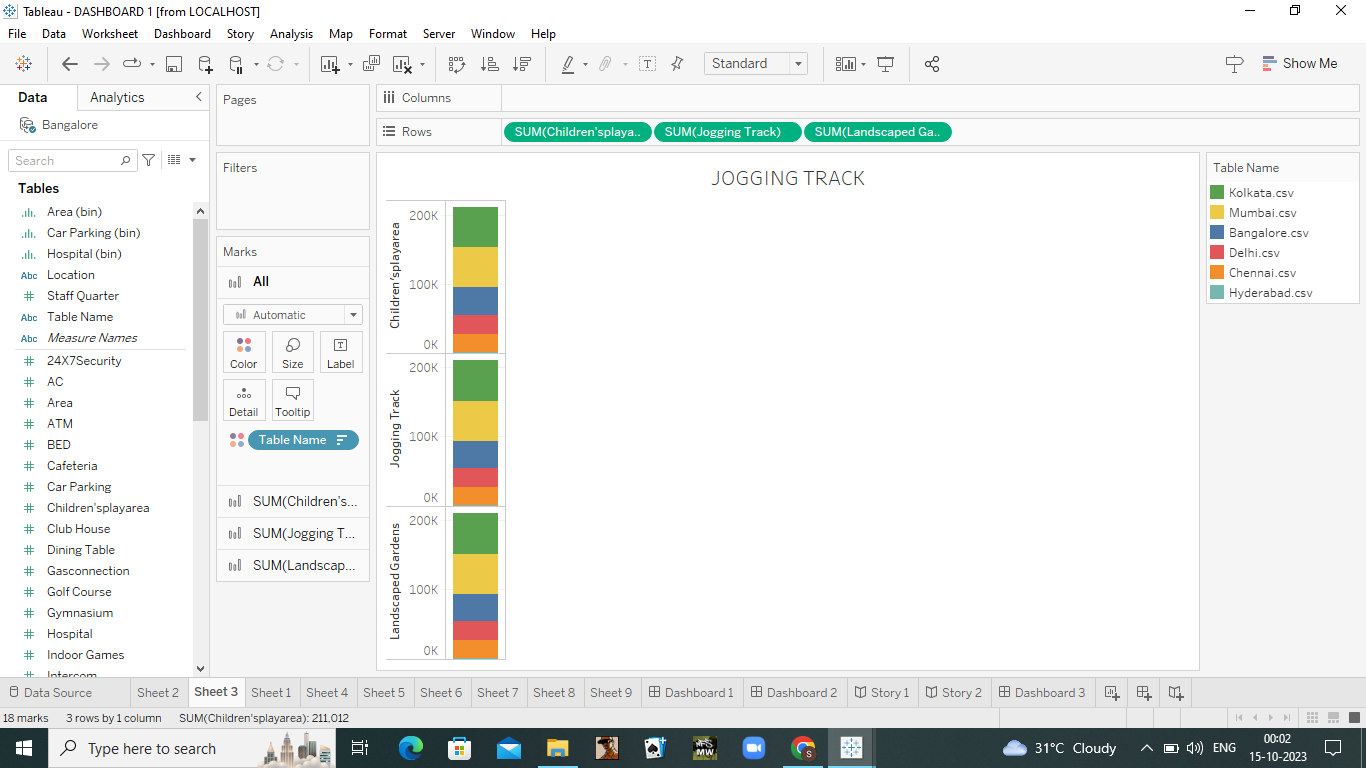 Tableau - DASHBOARD 1 [from LOCALHOST]
File Data Worksheet Dashboard Story Analysis Map Format Server Window Help
Standard
Show Me
Data Analytics
Bangalore
Search
Tables
Area (bin)
Car Parking (bin)
Hospital (bin)
Abc Location
Staff Quarter
Abc Table Name
Abc Measure Names
24X7Security
AC
Area
ATM
BED
Cafeteria
Car Parking
Children'splayarea
Club House
Dining Table
Gasconnection
Golf Course
Gymnasium
Hospital
Indoor Games
Intercom
Pages
Filters
Marks
All
Automatic
Color Size Label
Detail Tooltip
Table Name
SUM(Children's...
SUM(Jogging T...
SUM(Landscap...
Columns
Rows SUM(Children'splaya.. SUM(Jogging Track) SUM(Landscaped Ga..
JOGGING TRACK
Children'splayarea
200K
100K
0K
Jogging Track
200K
100K
0K
Landscaped Gardens
200K
100K
0K
Table Name
Kolkata.csv
Mumbai.csv
Bangalore.csv
Delhi.csv
Chennai.csv
Hyderabad.csv
Data Source Sheet 2 Sheet 3 Sheet 1 Sheet 4 Sheet 5 Sheet 6 Sheet 7 Sheet 8 Sheet 9 Dashboard 1 Dashboard 2 Story 1 Story 2 Dashboard 3
18 marks 3 rows by 1 column SUM(Children'splayarea): 211,012
Type here to search
MW
S
31°C Cloudy
ENG
00:02
15-10-2023